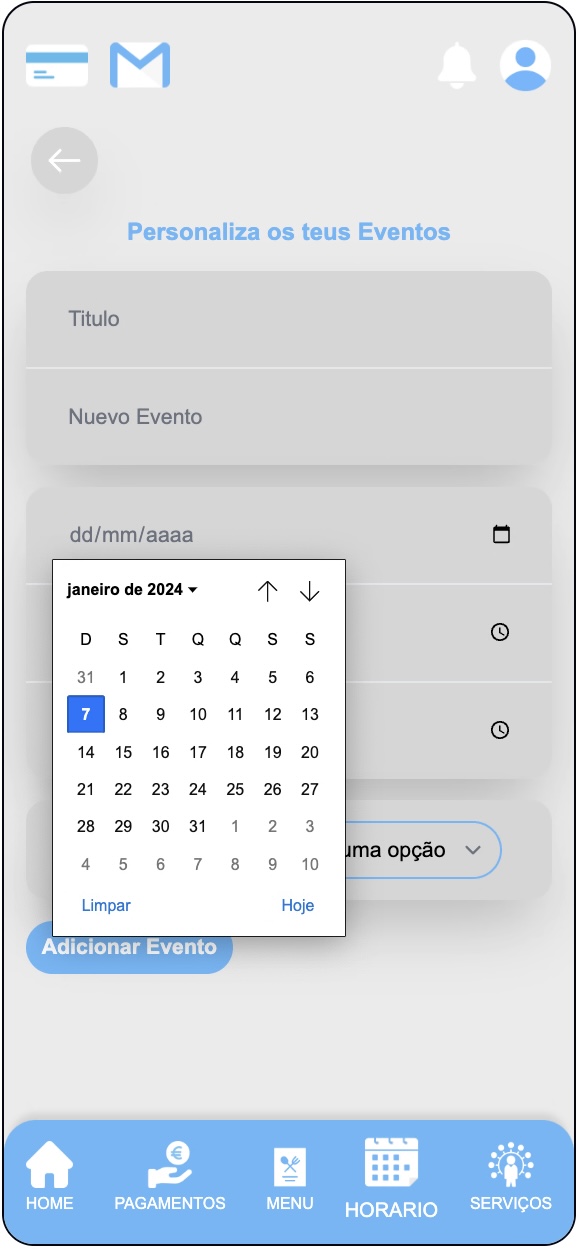 Personaliza os teus Eventos
Titulo
Nuevo Evento
dd/mm/aaaa
janeiro de 2024
D S T Q Q S S
31 1 2 3 4 5 6
7 8 9 10 11 12 13
14 15 16 17 18 19 20
21 22 23 24 25 26 27
28 29 30 31 1 2 3
4 5 6 7 8 9 10
uma opção
Limpar Hoje
Adicionar Evento
HOME PAGAMENTOS MENU HORARIO SERVIÇOS